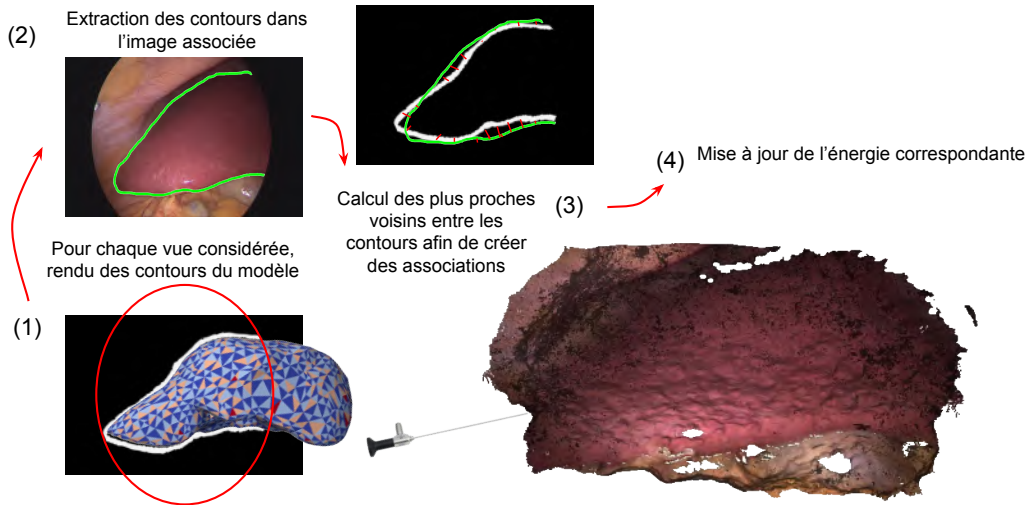 (2)
Extraction des contours dans
l'image associée
(4)
Mise à jour de l'énergie correspondante
Calcul des plus proches
voisins entre les
contours afin de créer
des associations
(3)
Pour chaque vue considérée,
rendu des contours du modèle
(1)